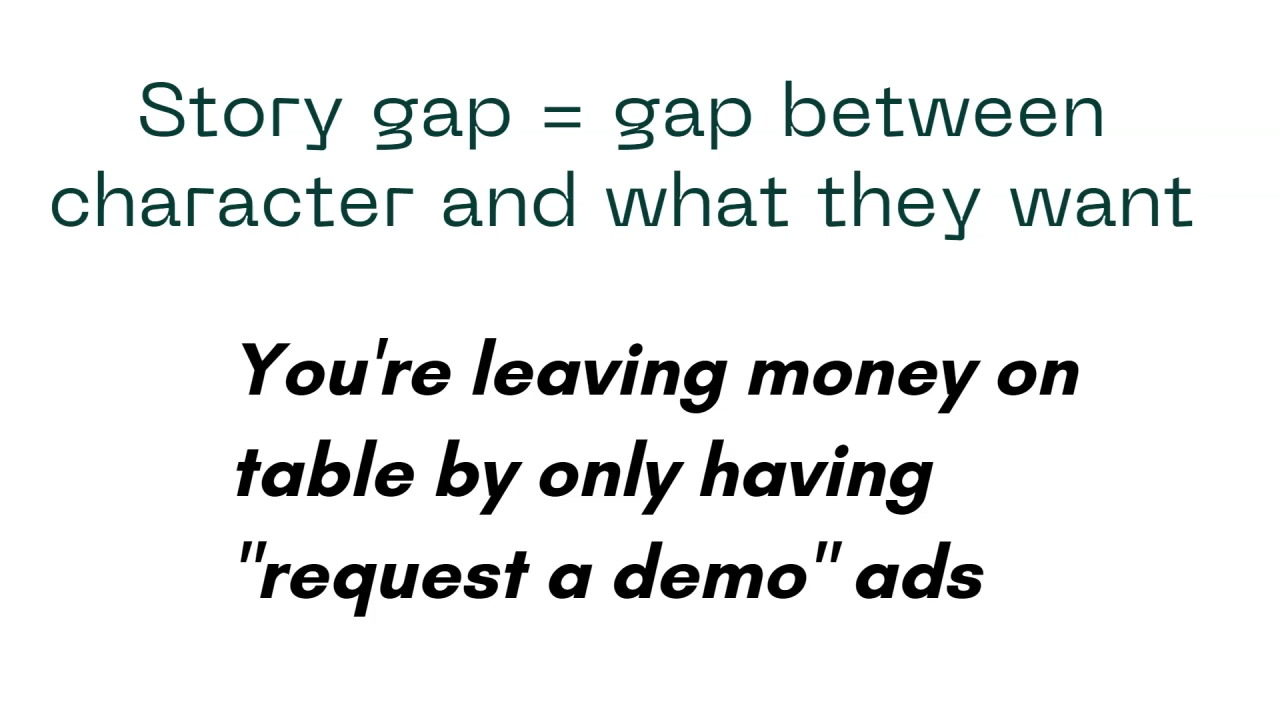 Story gap = gap between
character and what they want
You're leaving money on
table by only having
"request a demo" ads